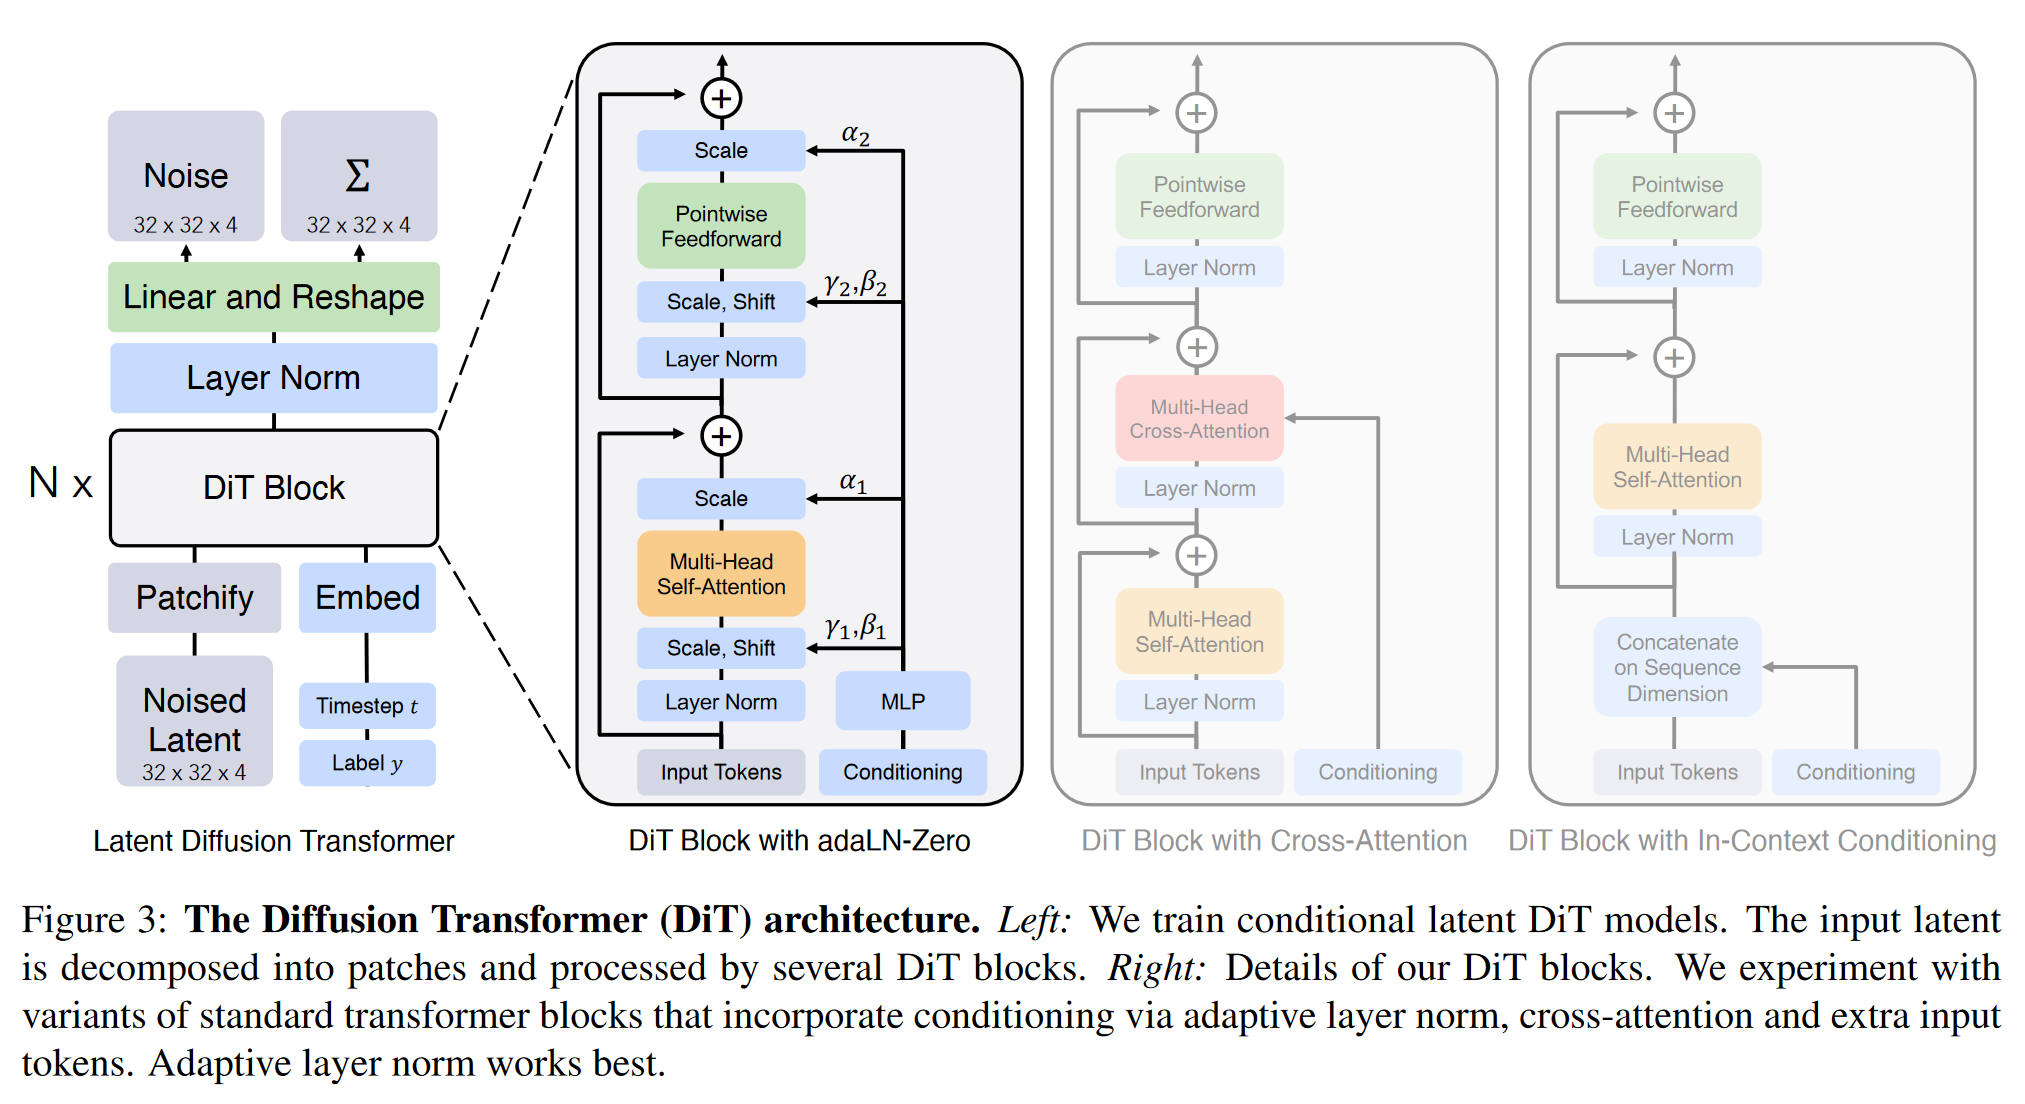 Noise
32 x 32 x 4
Σ
32 x 32 x 4
Linear and Reshape
Layer Norm
N x
DiT Block
Patchify
Embed
Noised
Latent
32 x 32 x 4
Timestep t
Label y
Latent Diffusion Transformer
α₂
Scale
Pointwise
Feedforward
γ₂,β₂
Scale, Shift
Layer Norm
α₁
Scale
Multi-Head
Self-Attention
γ₁,β₁
Scale, Shift
Layer Norm
MLP
Input Tokens
Conditioning
DiT Block with adaLN-Zero
Pointwise
Feedforward
Layer Norm
Multi-Head
Cross-Attention
Layer Norm
Multi-Head
Self-Attention
Layer Norm
Input Tokens
Conditioning
DiT Block with Cross-Attention
Pointwise
Feedforward
Layer Norm
Multi-Head
Self-Attention
Layer Norm
Concatenate
on Sequence
Dimension
Input Tokens
Conditioning
DiT Block with In-Context Conditioning
Figure 3: The Diffusion Transformer (DiT) architecture. Left: We train conditional latent DiT models. The input latent
is decomposed into patches and processed by several DiT blocks. Right: Details of our DiT blocks. We experiment with
variants of standard transformer blocks that incorporate conditioning via adaptive layer norm, cross-attention and extra input
tokens. Adaptive layer norm works best.